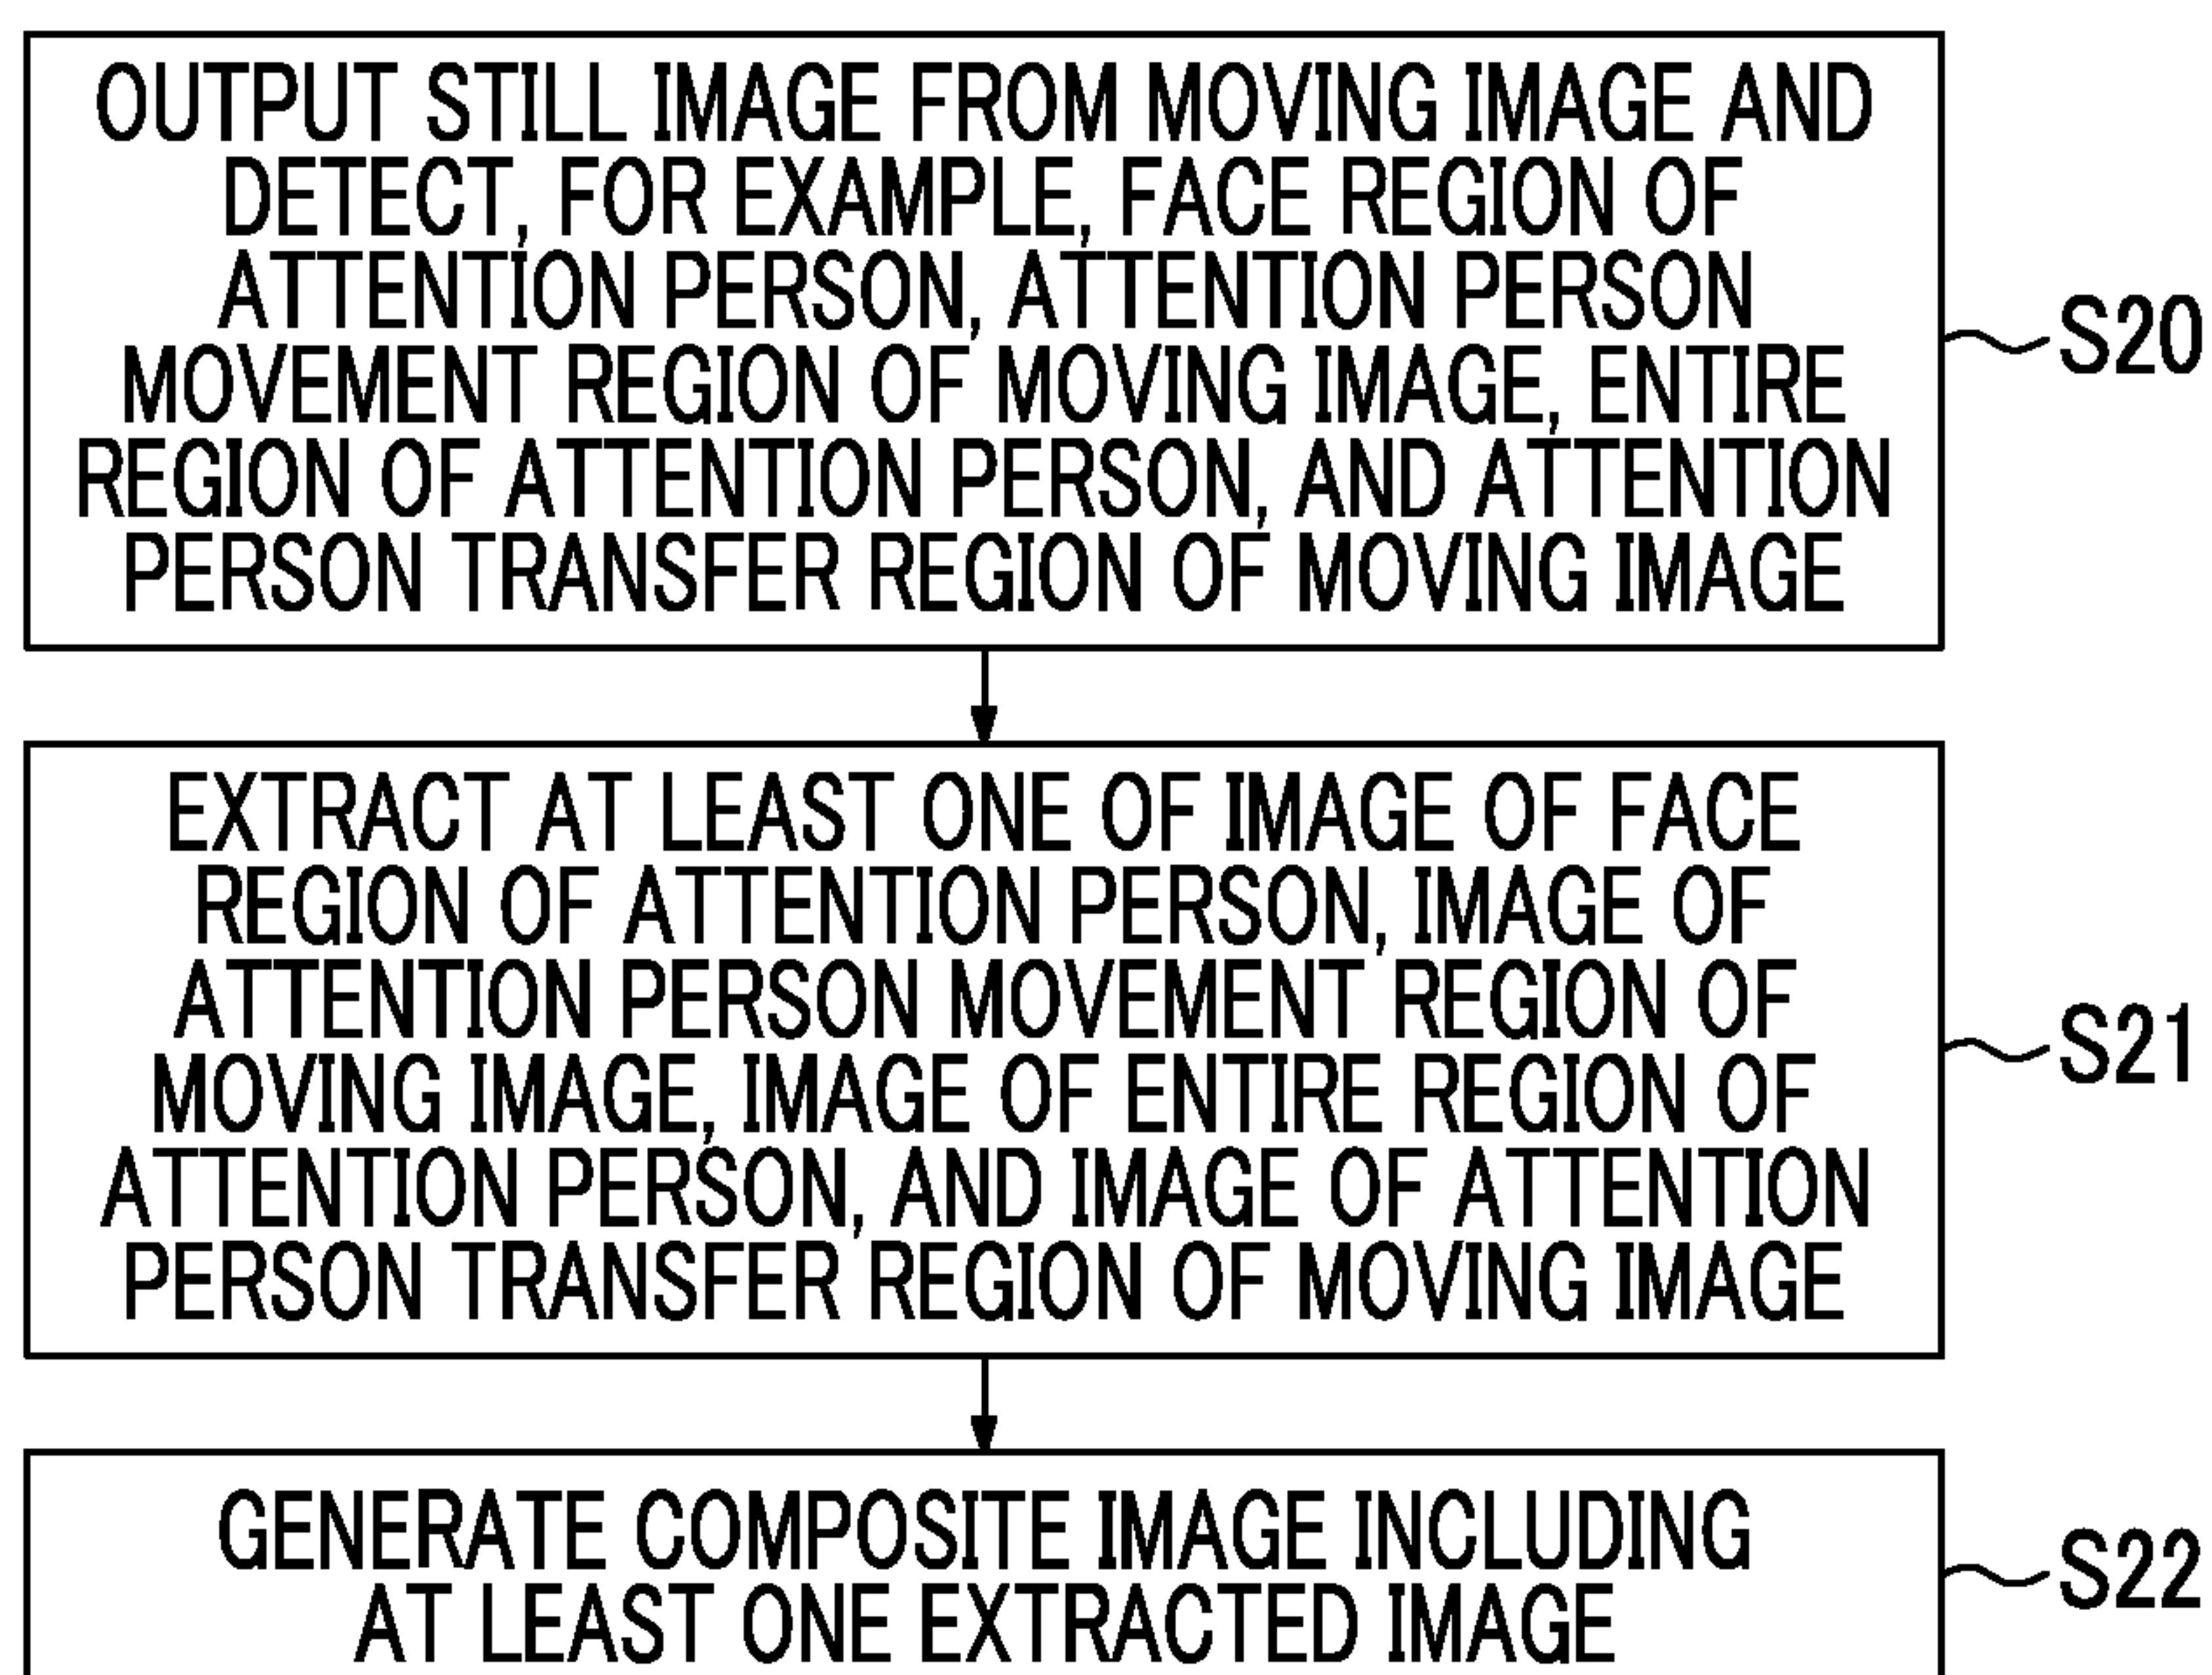 OUTPUT STILL IMAGE FROM MOVING IMAGE AND
DETECT, FOR EXAMPLE, FACE REGION OF
ATTENTION PERSON, ATTENTION PERSON
MOVEMENT REGION OF MOVING IMAGE, ENTIRE
REGION OF ATTENTION PERSON, AND ATTENTION
PERSON TRANSFER REGION OF MOVING IMAGE
S20
EXTRACT AT LEAST ONE OF IMAGE OF FACE
REGION OF ATTENTION PERSON, IMAGE OF
ATTENTION PERSON MOVEMENT REGION OF
MOVING IMAGE, IMAGE OF ENTIRE REGION OF
ATTENTION PERSON, AND IMAGE OF ATTENTION
PERSON TRANSFER REGION OF MOVING IMAGE
S21
GENERATE COMPOSITE IMAGE INCLUDING
AT LEAST ONE EXTRACTED IMAGE
S22